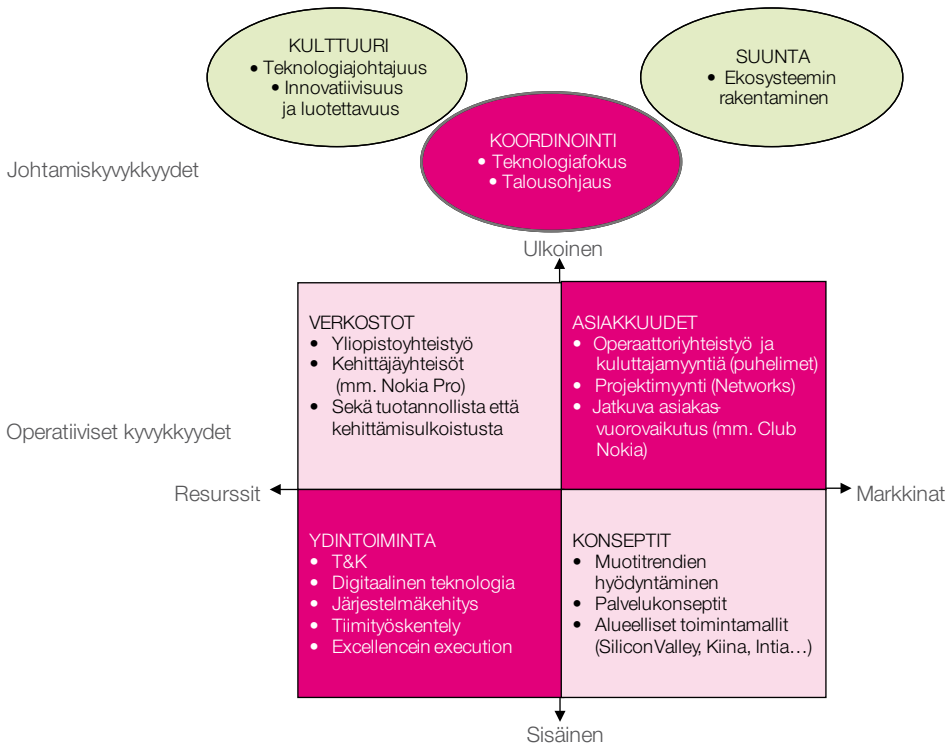 KULTTUURI
• Teknologiajohtajuus
• Innovatiivisuus
ja luotettavuus
SUUNTA
• Ekosysteemin
rakentaminen
KOORDINOINTI
• Teknologiafokus
• Talousohjaus
Johtamiskyvykkyydet
Ulkoinen
VERKOSTOT
• Yliopistoyhteistyö
• Kehittäjäyhteisöt
(mm. Nokia Pro)
• Sekä tuotannollista että
kehittämisulkoistusta
ASIAKKUUDET
• Operaattoriyhteistyö ja
kuluttajamyyntiä (puhelimet)
• Projektimyynti (Networks)
• Jatkuva asiakas-
vuorovaikutus (mm. Club
Nokia)
Operatiiviset kyvykkyydet
Resurssit
Markkinat
YDINTOIMINTA
• T&K
• Digitaalinen teknologia
• Järjestelmäkehitys
• Tiimityöskentely
• Excellencein execution
KONSEPTIT
• Muotitrendien
hyödyntäminen
• Palvelukonseptit
• Alueelliset toimintamallit
(SiliconValley, Kiina, Intia…)
Sisäinen